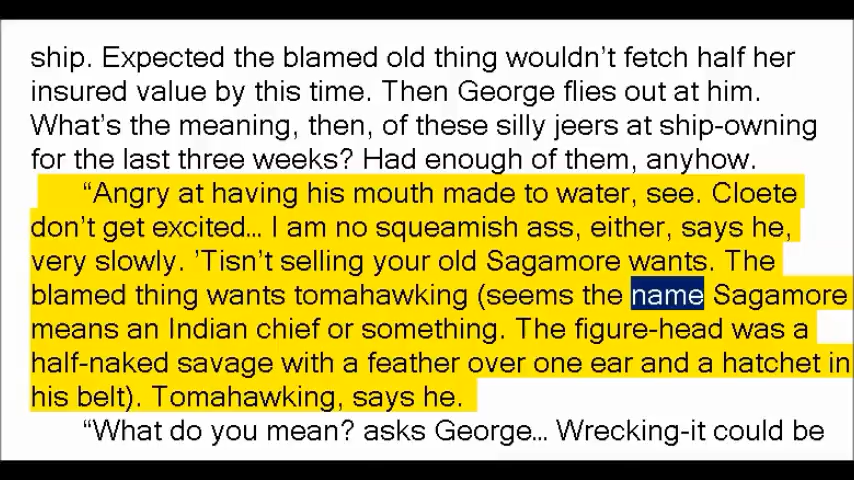 ship. Expected the blamed old thing wouldn’t fetch half her
insured value by this time. Then George flies out at him.
What’s the meaning, then, of these silly jeers at ship-owning
for the last three weeks? Had enough of them, anyhow.
“Angry at having his mouth made to water, see. Cloete
don’t get excited... I am no squeamish ass, either, says he,
very slowly. ’Tisn’t selling your old Sagamore wants. The
blamed thing wants tomahawking (seems the name Sagamore
means an Indian chief or something. The figure-head was a
half-naked savage with a feather over one ear and a hatchet in
his belt). Tomahawking, says he.
“What do you mean? asks George... Wrecking-it could be